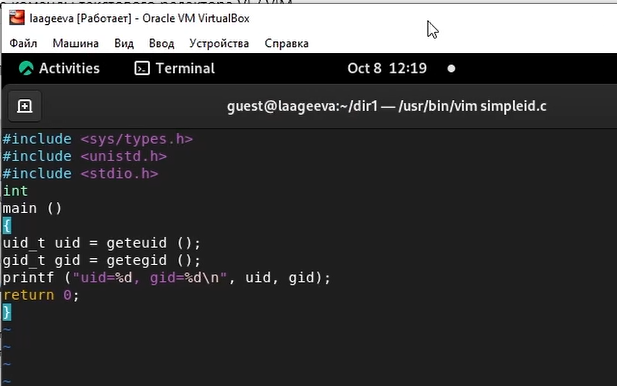 laageeva [Работает] - Oracle VM VirtualBox
Файл Машина Вид Ввод Устройства Справка
Activities Terminal Oct 8 12:19
guest@laageeva:~/dir1 — /usr/bin/vim simpleid.c
#include <sys/types.h>
#include <unistd.h>
#include <stdio.h>
int
main ()
{
uid_t uid = geteuid ();
gid_t gid = getegid ();
printf ("uid=%d, gid=%d\n", uid, gid);
return 0;
}
~
~
~
~